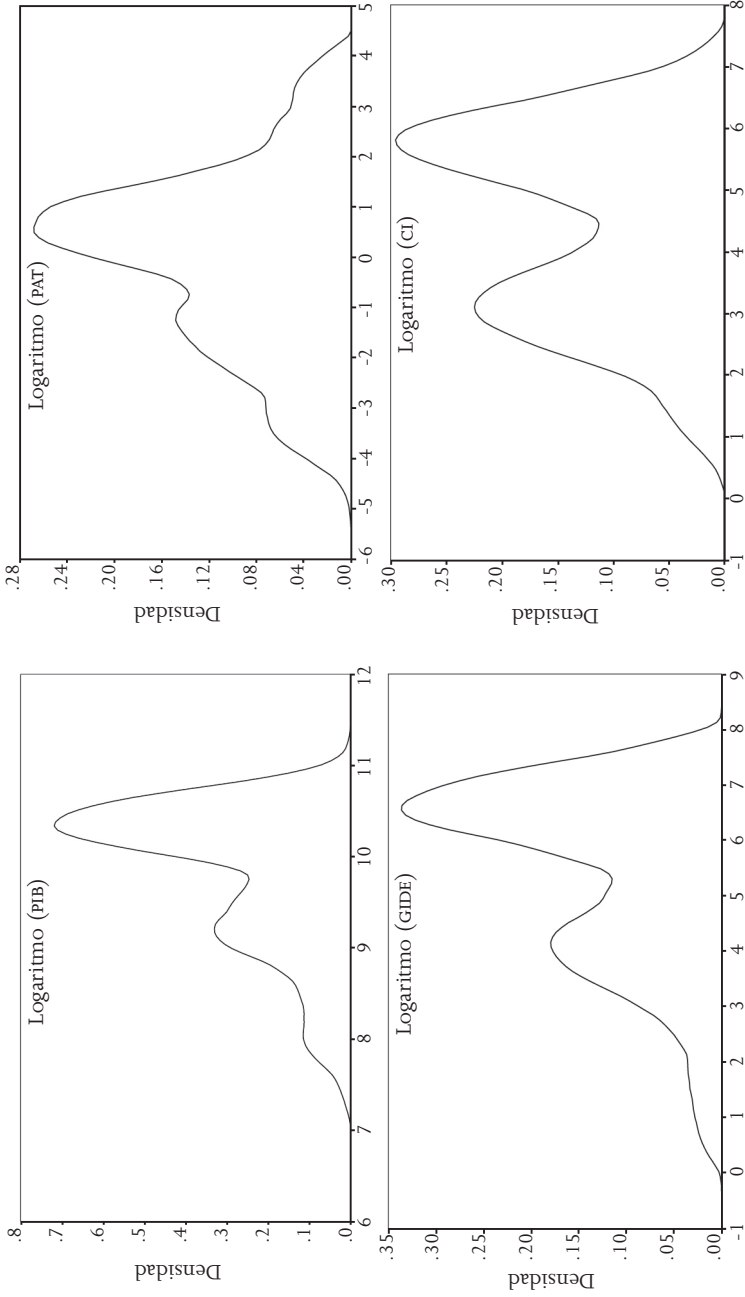 Logaritmo (PIB)
Densidad
.8
.7
.6
.5
.4
.3
.2
.1
.0
6 7 8 9 10 11 12
Logaritmo (PAT)
Densidad
.28
.24
.20
.16
.12
.08
.04
.00
-6 -5 -4 -3 -2 -1 0 1 2 3 4 5
Logaritmo (GIDE)
Densidad
.35
.30
.25
.20
.15
.10
.05
.00
-1 0 1 2 3 4 5 6 7 8 9
Logaritmo (CI)
Densidad
.30
.25
.20
.15
.10
.05
.00
-1 0 1 2 3 4 5 6 7 8